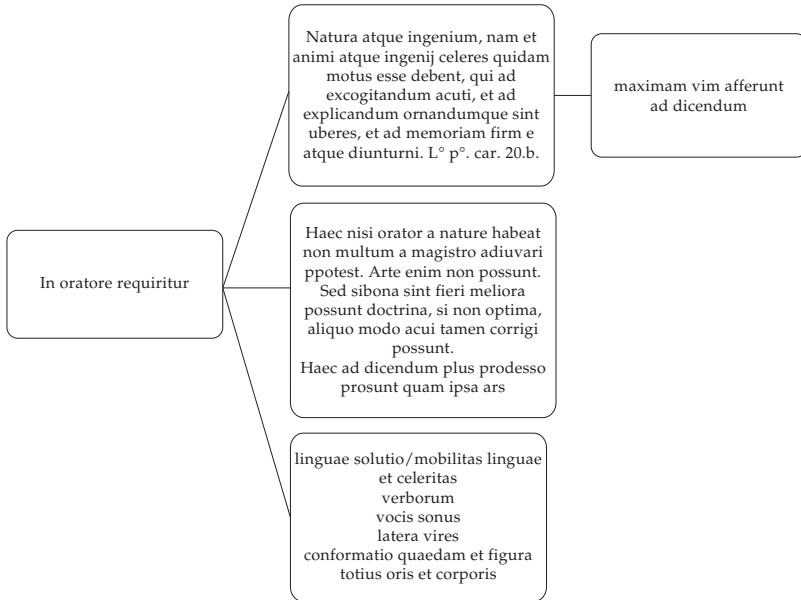 In oratore requiritur
Natura atque ingenium, nam et
animi atque ingenij celeres quidam
motus esse debent, qui ad
excogitandum acuti, et ad
explicandum ornandumque sint
uberes, et ad memoriam firm e
atque diunturni. L° p°. car. 20.b.
maximam vim afferunt
ad dicendum
Haec nisi orator a nature habeat
non multum a magistro adiuvari
ppotest. Arte enim non possunt.
Sed sibona sint fieri meliora
possunt doctrina, si non optima,
aliquo modo acui tamen corrigi
possunt.
Haec ad dicendum plus prodesso
prosunt quam ipsa ars
linguae solutio/mobilitas linguae
et celeritas
verborum
vocis sonus
latera vires
conformatio quaedam et figura
totius oris et corporis